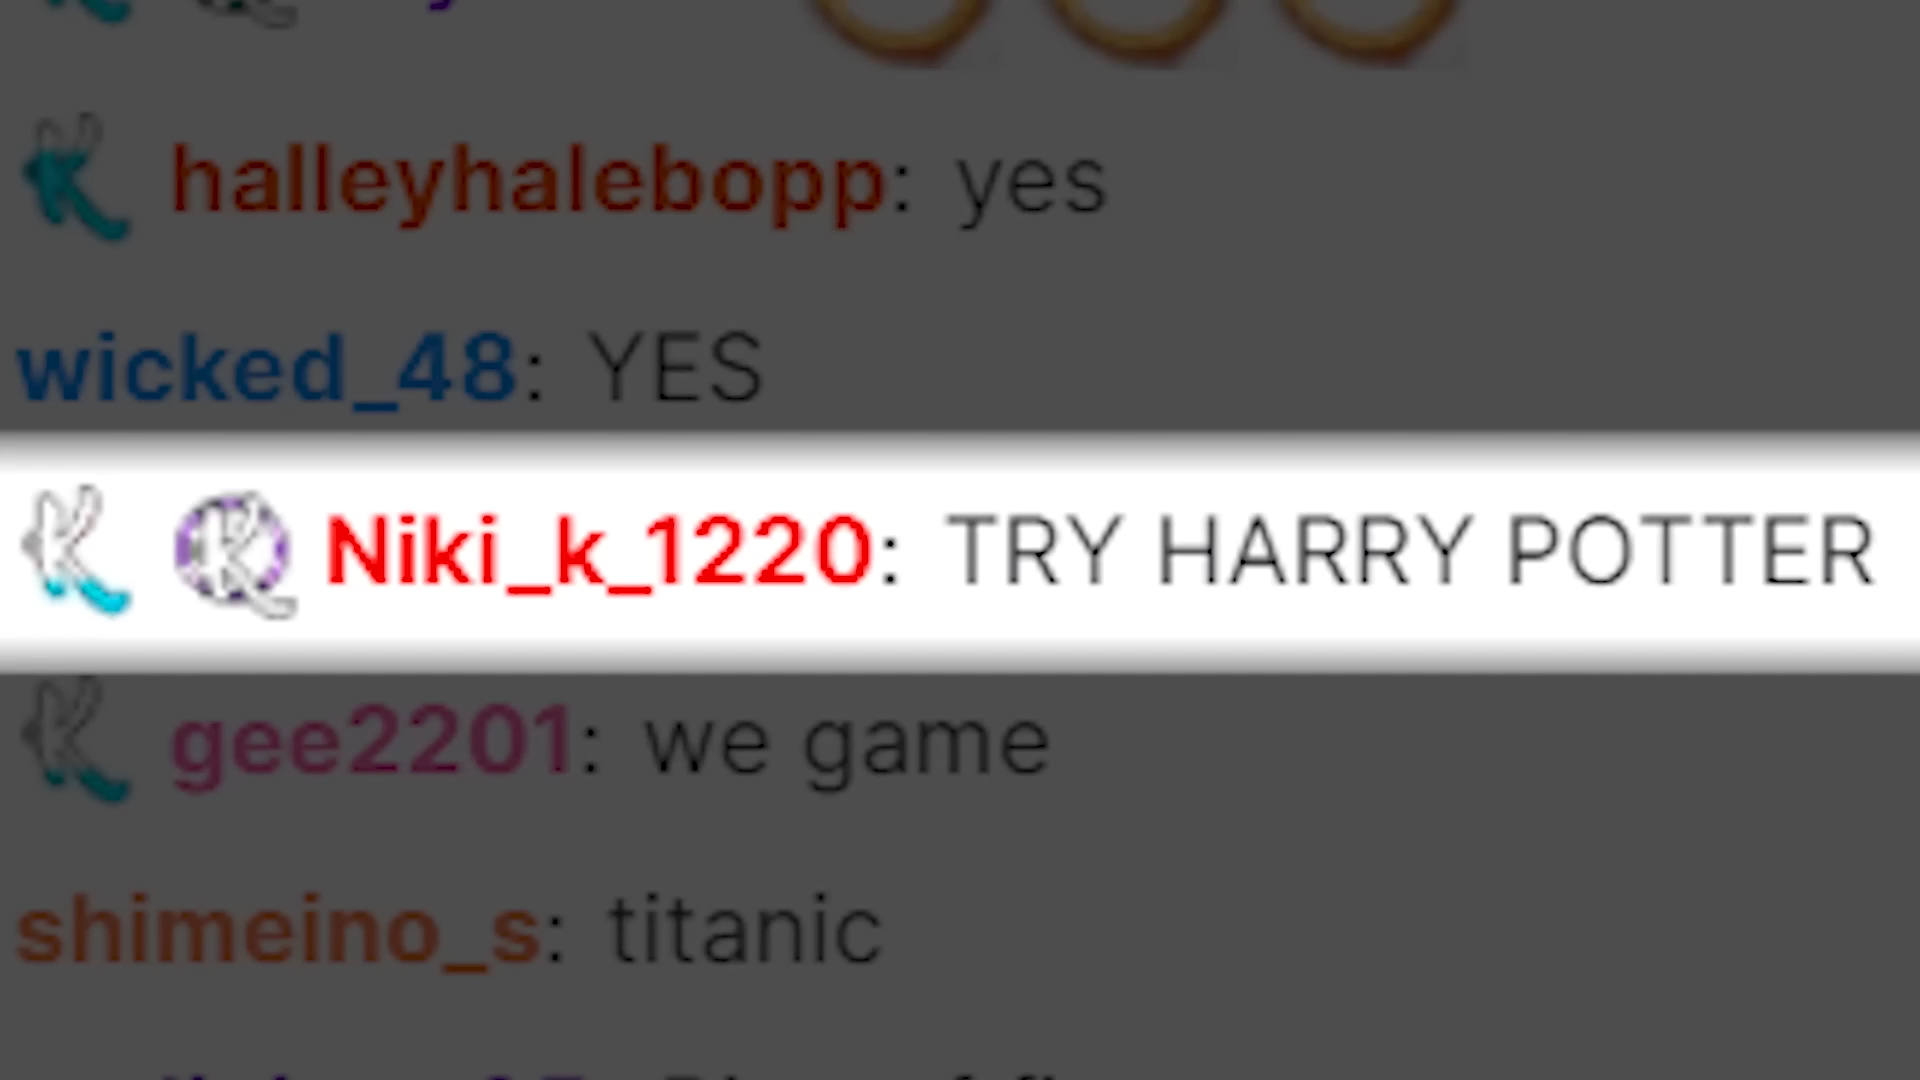 halleyhalebopp: yes
wicked_48: YES
Niki_k_1220: TRY HARRY POTTER
gee2201: we game
shimeino_s: titanic